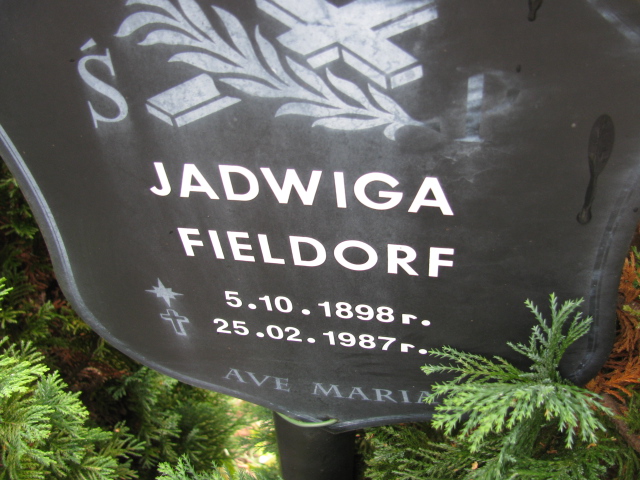 Ś P
JADWIGA
FIELDORF
5.10.1898 r.
25.02.1987 r.
AVE MARIA